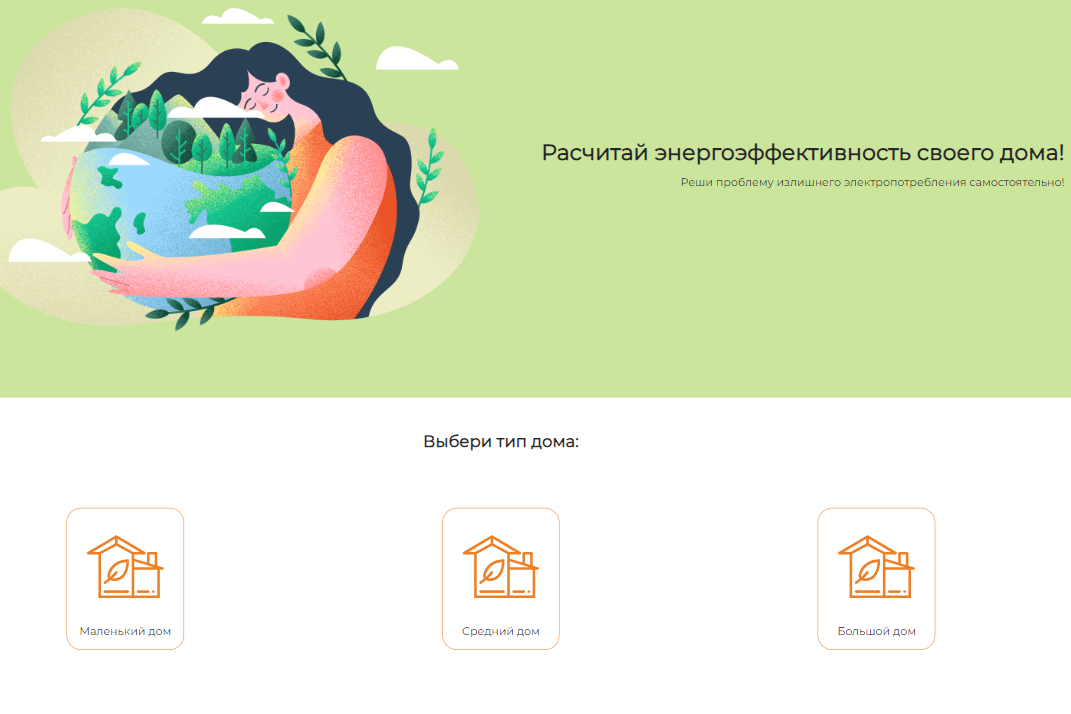 Расчитай энергоэффективность своего дома!
Реши проблему излишнего электропотребления самостоятельно!
Выбери тип дома:
Маленький дом
Средний дом
Большой дом